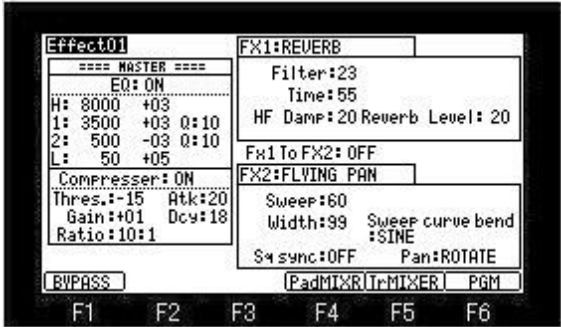 Effect01
==== MASTER ====
EQ: ON
H: 8000 +03
1: 3500 +03 Q:10
2: 500 -03 Q:10
L: 50 +05
Compresser: ON
Thres.:-15 Atk:20
Gain:+01 Dcy:18
Ratio:10:1
FX1:REUERB
Filter:23
Time:55
HF Damp:20 Reverb Level: 20
Fx1 To FX2: OFF
FX2:FLYING PAN
Sweep:60
Width:99 Sweep curve bend
:SINE
Sq sync:OFF Pan:ROTATE
BYPASS PadMIXR TrMIXER PGM
F1 F2 F3 F4 F5 F6